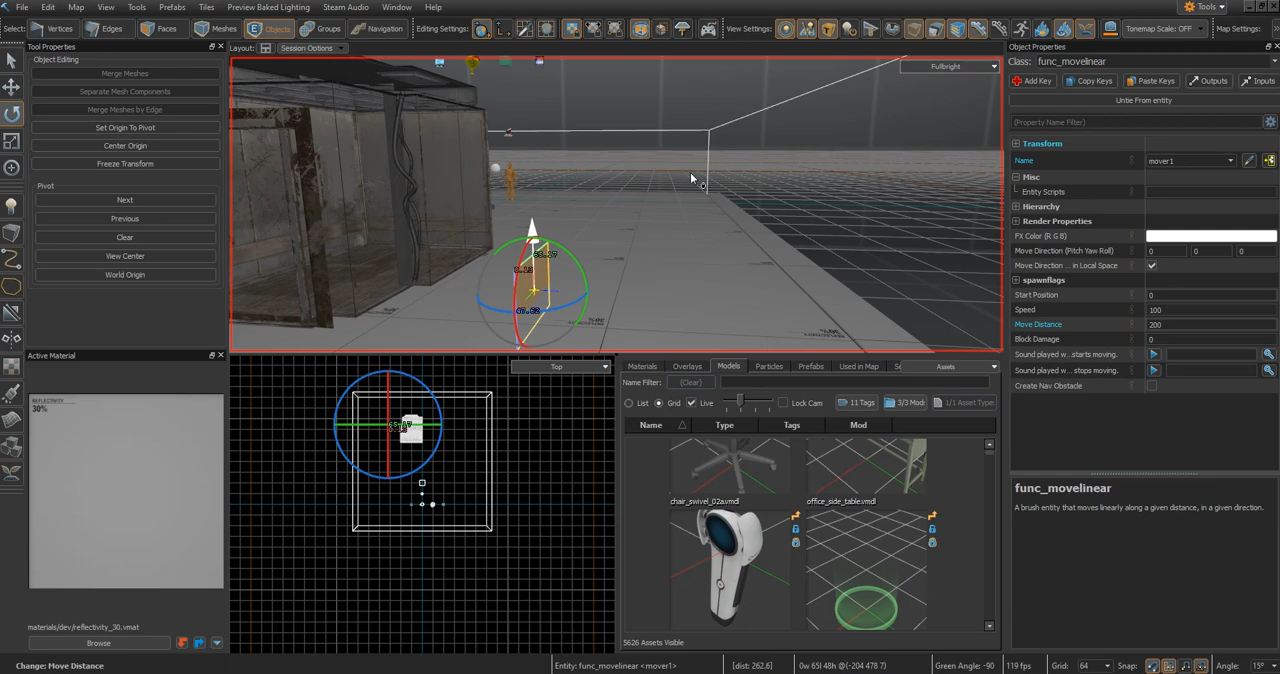 File Edit Map View Tools Tabs Prefabs Tiles Preview Baked Lighting Steam Audio Window Help Tools
Select: Vertices Edges Faces Meshes Objects Groups Navigation Editing Settings: View Settings: Tonemap Scale: OFF Map Settings:
Tool Properties
Object Editing
Merge Meshes
Separate Mesh Components
Merge Meshes by Edge
Set Origin To Pivot
Center Origin
Freeze Transform
Pivot
Next
Previous
Clear
View Center
World Origin
Active Material
REFLECTIVITY
30%
materials/dev/reflectivity_30.vmat
Browse
Layout: Session Options
Fullbright
Top
Materials Overlays Models Particles Prefabs Used in Map Assets
Name Filter: (Clear)
List Grid Live Lock Cam 11 Tags 3/3 Mod 1/1 Asset Type
Name Type Tags Mod
chair_swivel_02a.vmdl office_side_table.vmdl
5626 Assets Visible
Object Properties
Class: func_movelinear
Add Key Copy Keys Paste Keys Outputs Inputs
Untie From entity
(Property Name Filter)
Transform
Name mover1
Misc
Entity Scripts
Hierarchy
Render Properties
FX Color (R G B)
Move Direction (Pitch Yaw Roll) 0 0 0
Move Direction ... in Local Space
spawnflags
Start Position 0
Speed 100
Move Distance 200
Block Damage 0
Sound played w...starts moving.
Sound played w... stops moving.
Create Nav Obstacle
func_movelinear
A brush entity that moves linearly along a given distance, in a given direction.
Change: Move Distance Entity: func_movelinear <mover1> [dist: 262.6] 0w 65l 48h @(-204 478 7) Green Angle: -90 119 fps Grid: 64 Snap: Angle: 15°